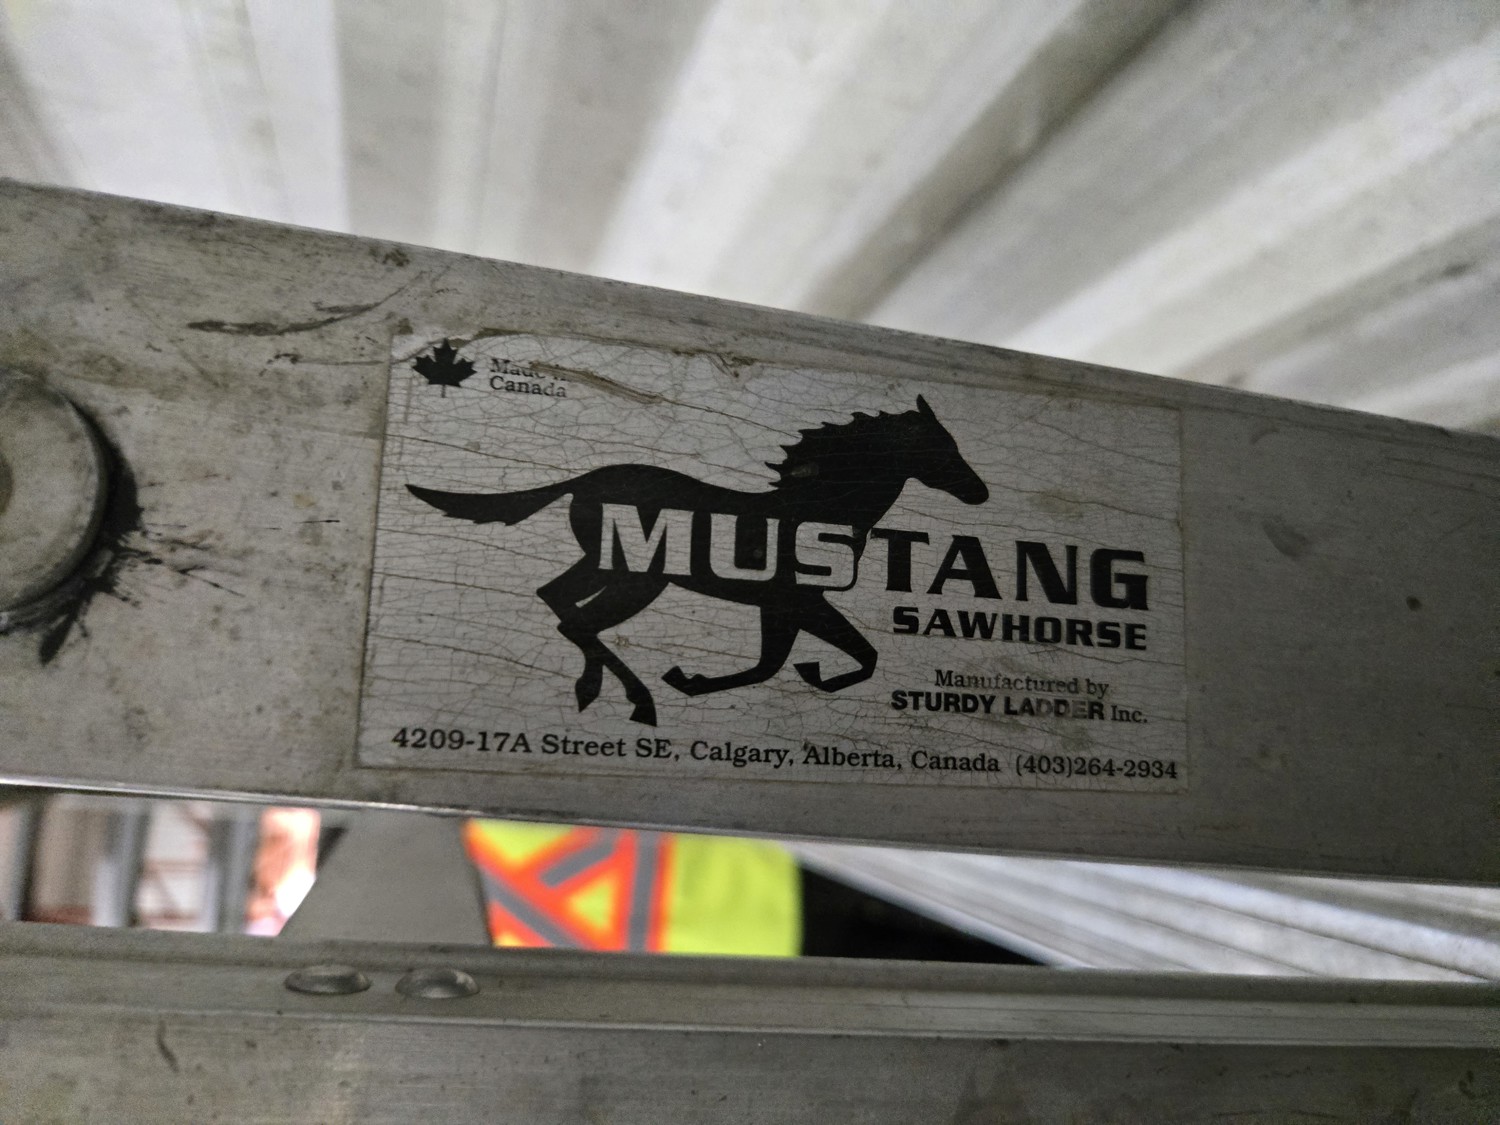 Made in
Canada
MUSTANG
SAWHORSE
Manufactured by
STURDY LADDER Inc.
4209-17A Street SE, Calgary, Alberta, Canada (403)264-2934